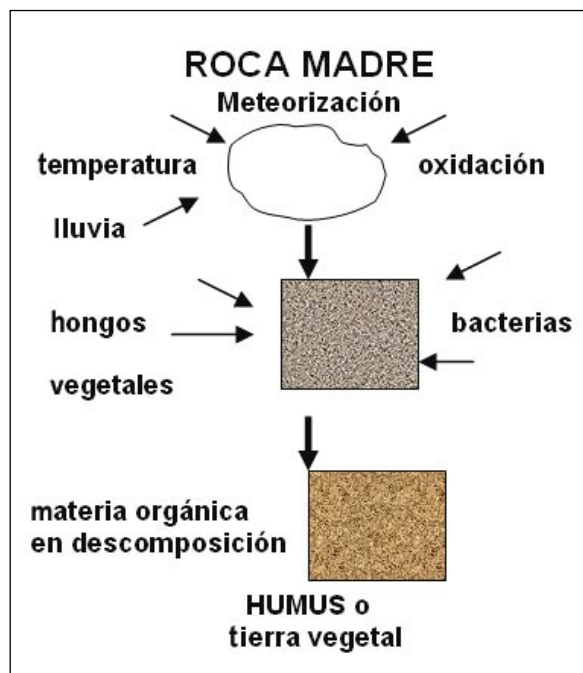 ROCA MADRE
Meteorización
temperatura
oxidación
lluvia
hongos
bacterias
vegetales
materia orgánica
en descomposición
HUMUS o
tierra vegetal